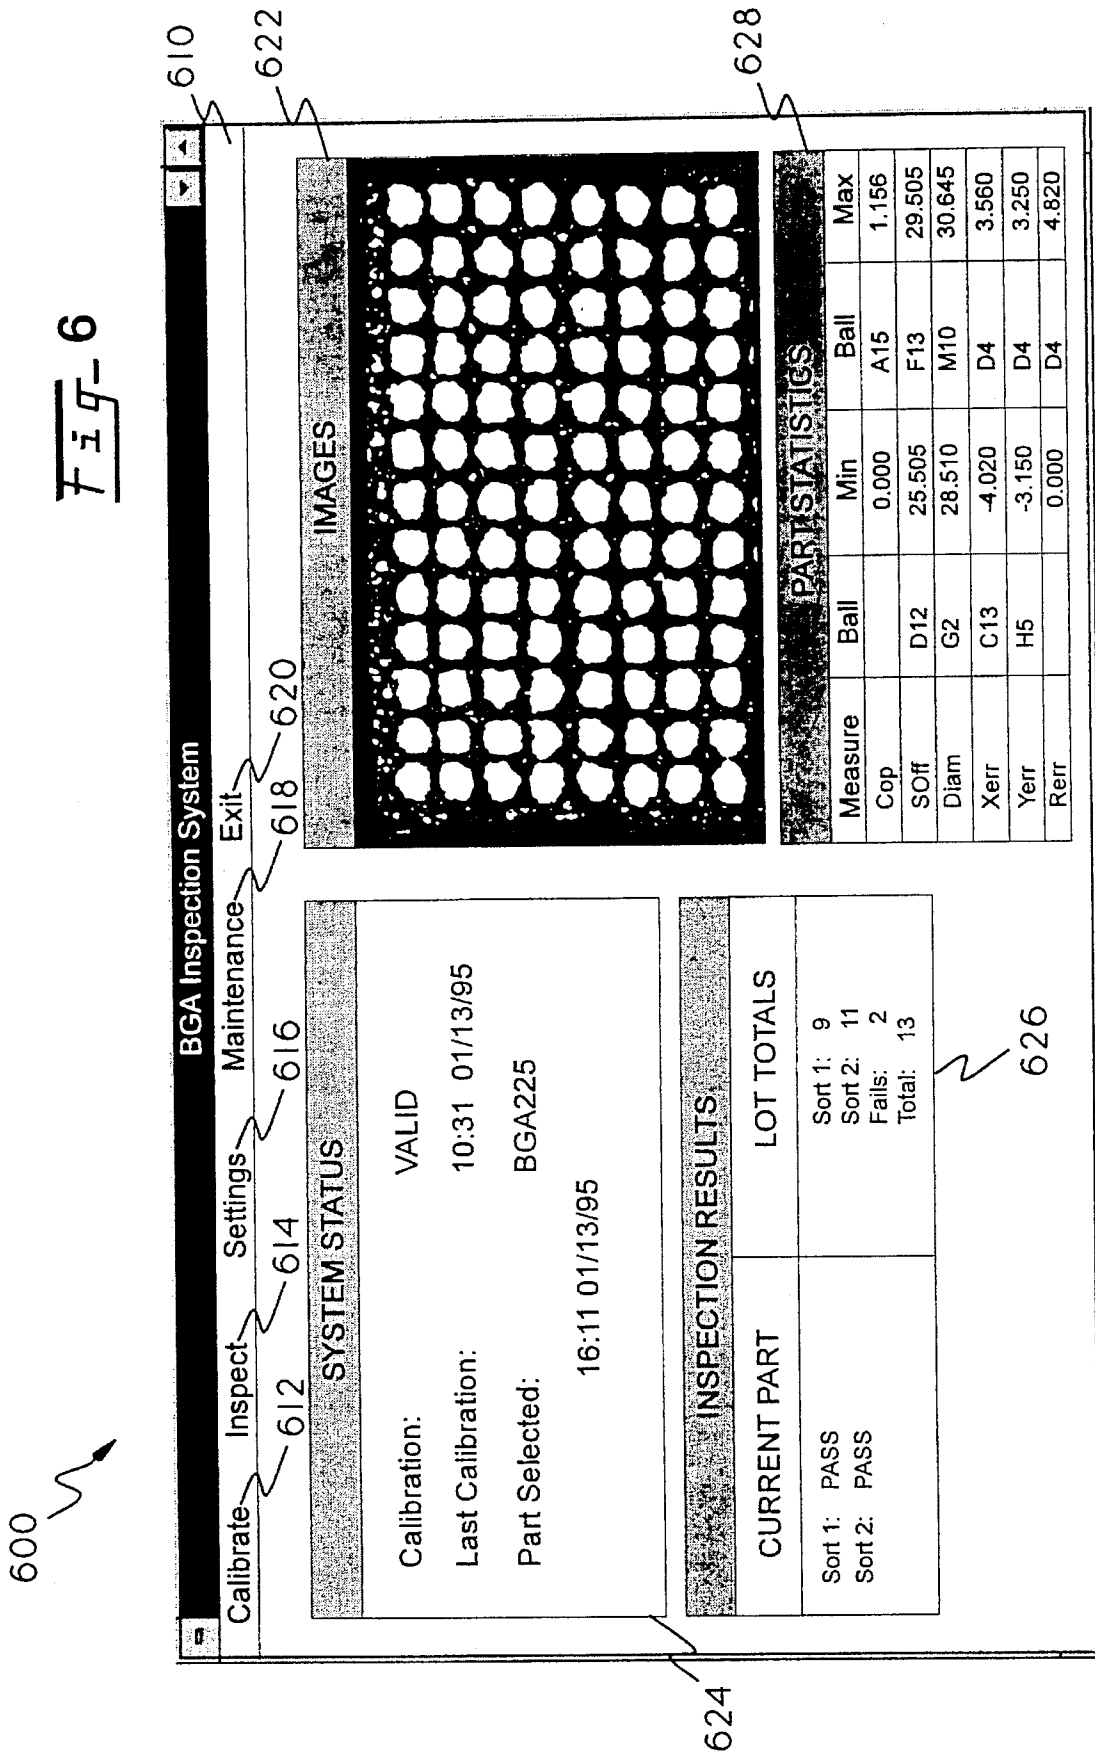 Fig-6
600
BGA Inspection System
610
Calibrate Inspect Settings Maintenance Exit
612 614 616 618 620
622
SYSTEM STATUS
Calibration: VALID
Last Calibration: 10:31 01/13/95
Part Selected: BGA225
16:11 01/13/95
624
IMAGES
INSPECTION RESULTS.
CURRENT PART LOT TOTALS
Sort 1: PASS Sort 1: 9
Sort 2: PASS Sort 2: 11
Fails: 2
Total: 13
626
628
PART STATISTICS
Measure Ball Min Ball Max
Cop 0.000 A15 1.156
SOff D12 25.505 F13 29.505
Diam G2 28.510 M10 30.645
Xerr C13 -4.020 D4 3.560
Yerr H5 -3.150 D4 3.250
Rerr 0.000 D4 4.820